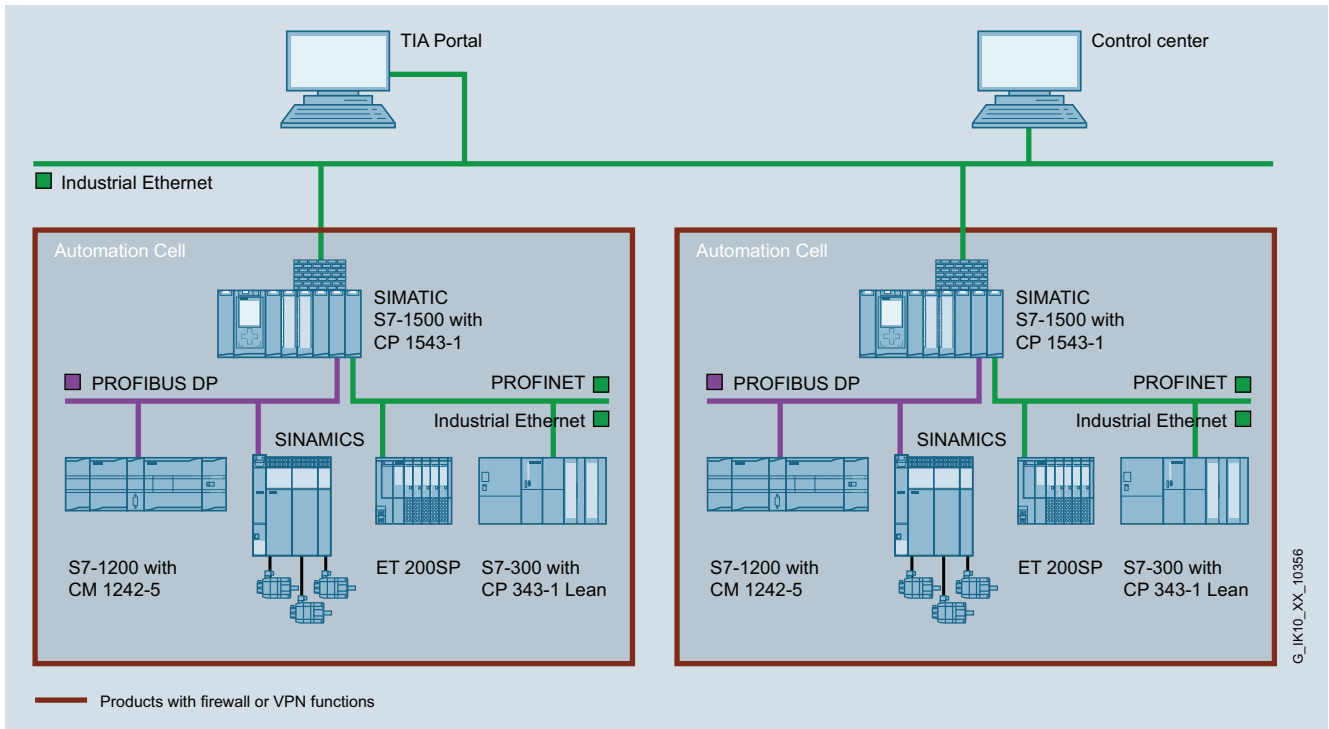 TIA Portal
Control center
Industrial Ethernet
Automation Cell
SIMATIC
S7-1500 with
CP 1543-1
PROFIBUS DP
PROFINET
Industrial Ethernet
SINAMICS
S7-1200 with
CM 1242-5
ET 200SP
S7-300 with
CP 343-1 Lean
Automation Cell
SIMATIC
S7-1500 with
CP 1543-1
PROFIBUS DP
PROFINET
Industrial Ethernet
SINAMICS
S7-1200 with
CM 1242-5
ET 200SP
S7-300 with
CP 343-1 Lean
G_IK10_XX_10356
Products with firewall or VPN functions